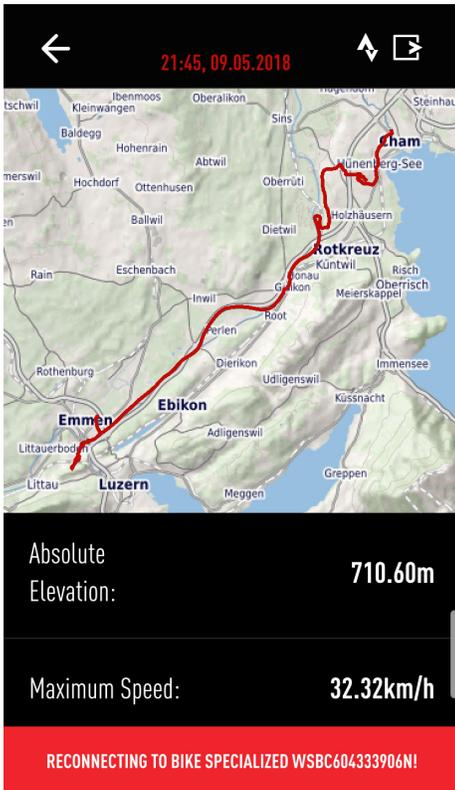 21:45, 09.05.2018
Ibenmoos
Oberalikon
Steinhau
tschwil
Kleinwangen
Sins
Baldegg
Cham
Hohenrain
Abtwil
Hünenberg-See
merswil
Hochdorf
Ottenhusen
Oberrüti
Ballwil
Holzhäusern
Dietwil
Rotkreuz
Rain
Eschenbach
Küntwil
Risch
Oberrisch
Meierskappel
Inwil
Root
Perlen
Dierikon
Immensee
Rothenburg
Udligenswil
Küssnacht
Ebikon
Emmen
Adligenswil
Littauerboden
Greppen
Littau
Luzern
Meggen
Absolute
Elevation:
710.60m
Maximum Speed:
32.32km/h
RECONNECTING TO BIKE SPECIALIZED WSBC604333906N!